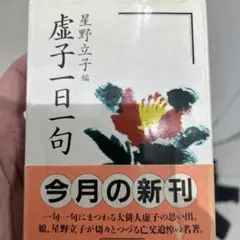 星野立子 編
虚子一日一句
今月の新刊
一句一句にまつわる大俳人虚子の思い出。
娘、星野立子が切々とつづる亡父追悼の名著。